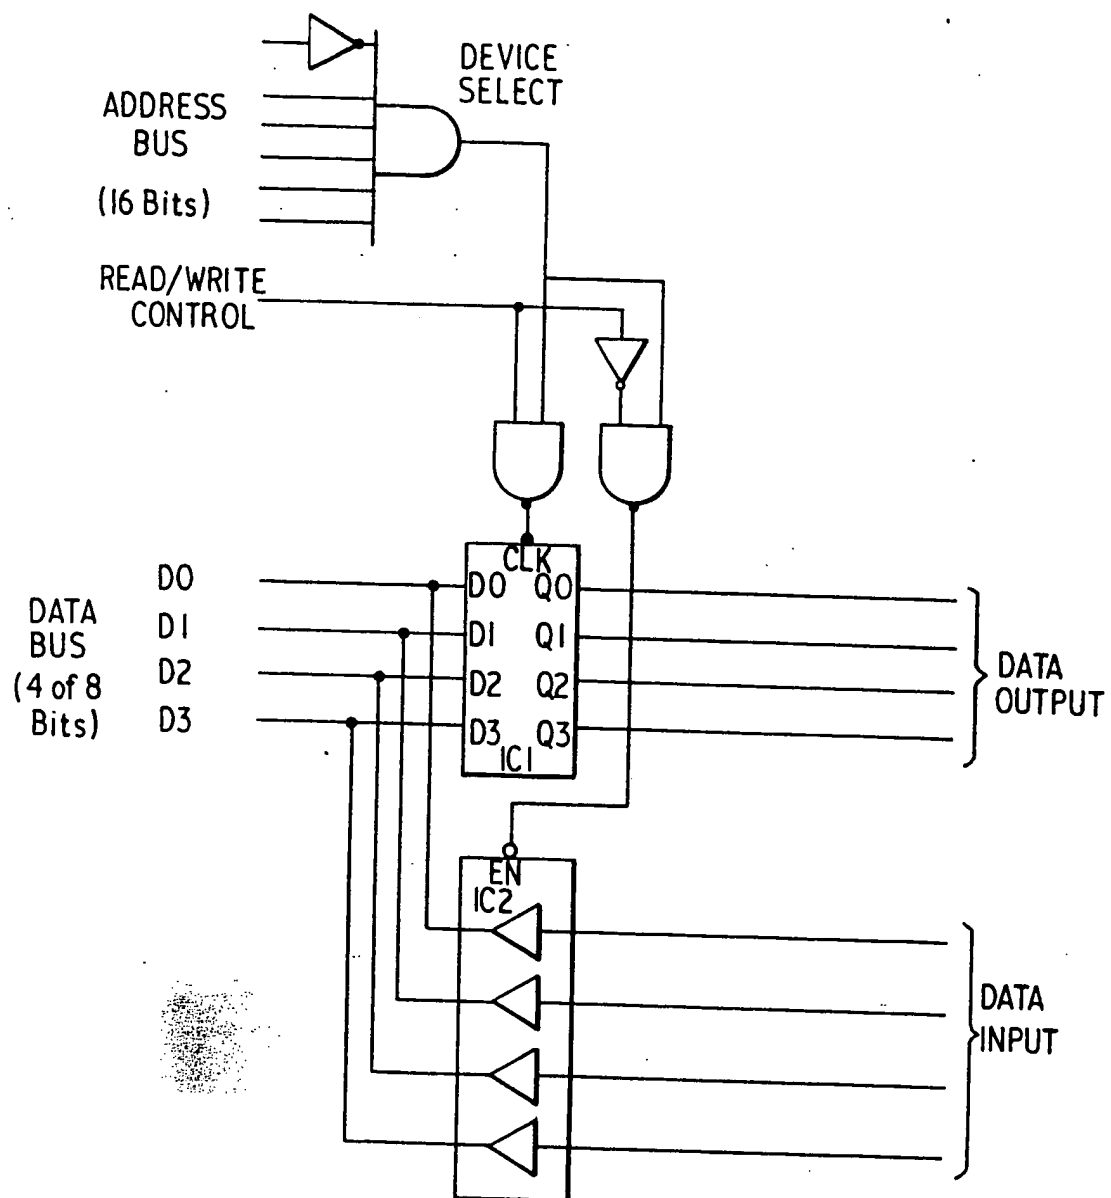 DEVICE
SELECT
ADDRESS
BUS
(16 Bits)
READ/WRITE
CONTROL
CLK
D0
D1
D2
D3
DATA
BUS
(4 of 8
Bits)
D0 Q0
D1 Q1
D2 Q2
D3 Q3
IC1
DATA
OUTPUT
EN
IC2
DATA
INPUT